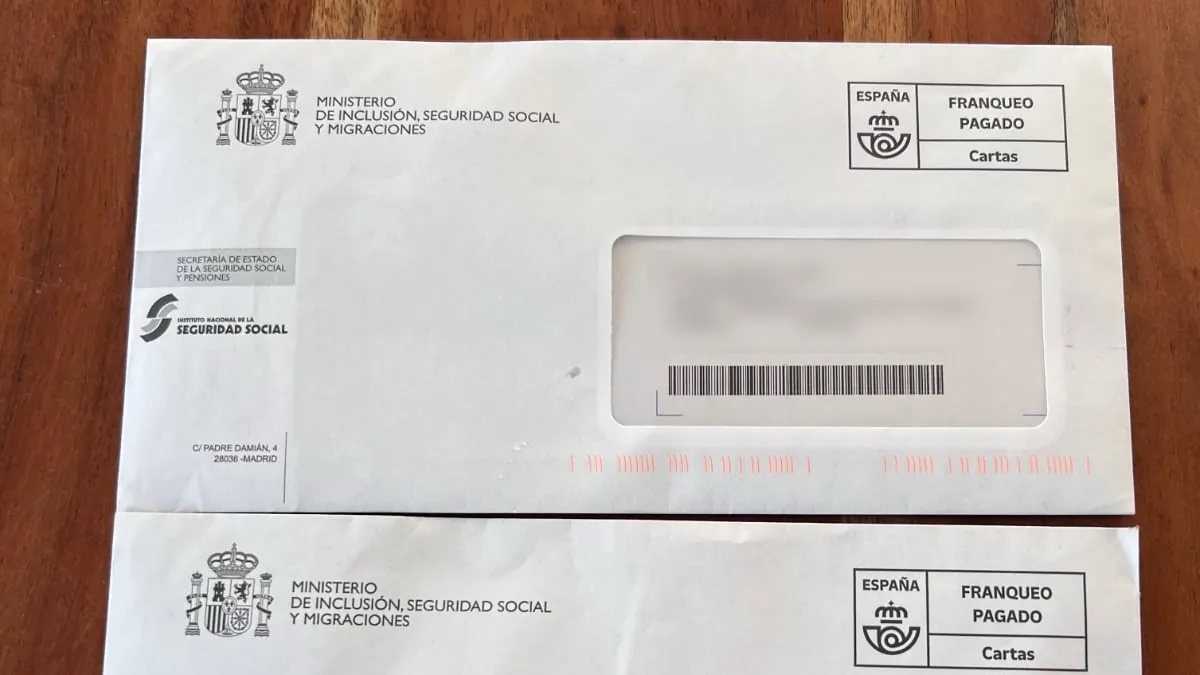 MINISTERIO
DE INCLUSIÓN, SEGURIDAD SOCIAL
Y MIGRACIONES
ESPAÑA
FRANQUEO
PAGADO
Cartas
SECRETARÍA DE ESTADO
DE LA SEGURIDAD SOCIAL
Y PENSIONES
INSTITUTO NACIONAL DE LA
SEGURIDAD SOCIAL
C/ PADRE DAMIÁN, 4
28036 -MADRID
MINISTERIO
DE INCLUSIÓN, SEGURIDAD SOCIAL
Y MIGRACIONES
ESPAÑA
FRANQUEO
PAGADO
Cartas